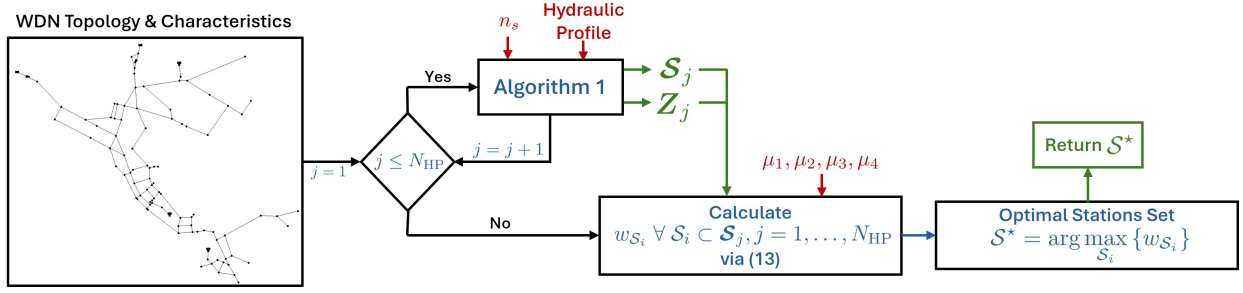 WDN Topology & Characteristics
j = 1
j ≤ N_HP
Yes
No
n_s
Hydraulic
Profile
Algorithm 1
j = j + 1
𝓢_j
Z_j
μ_1, μ_2, μ_3, μ_4
Calculate
w_{𝒮_i} ∀ 𝒮_i ⊂ 𝓢_j, j = 1, . . . , N_HP
via (13)
Optimal Stations Set
𝒮* = arg max {w_{𝒮_i}}
𝒮_i
Return 𝒮*